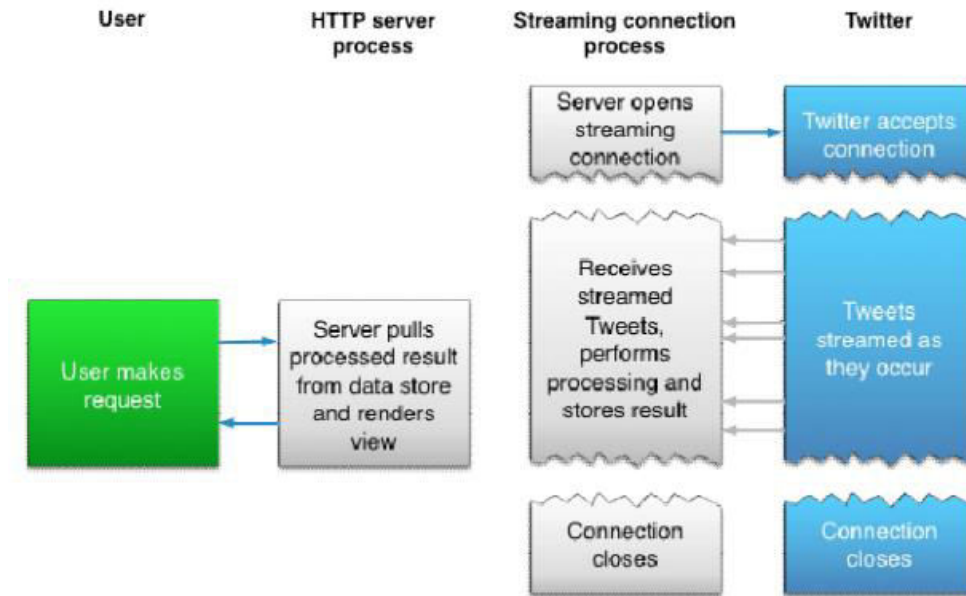 User
HTTP server
process
Streaming connection
process
Twitter
Server opens
streaming
connection
Twitter accepts
connection
User makes
request
Server pulls
processed result
from data store
and renders
view
Receives
streamed
Tweets,
performs
processing and
stores result
Tweets
streamed as
they occur
Connection
closes
Connection
closes